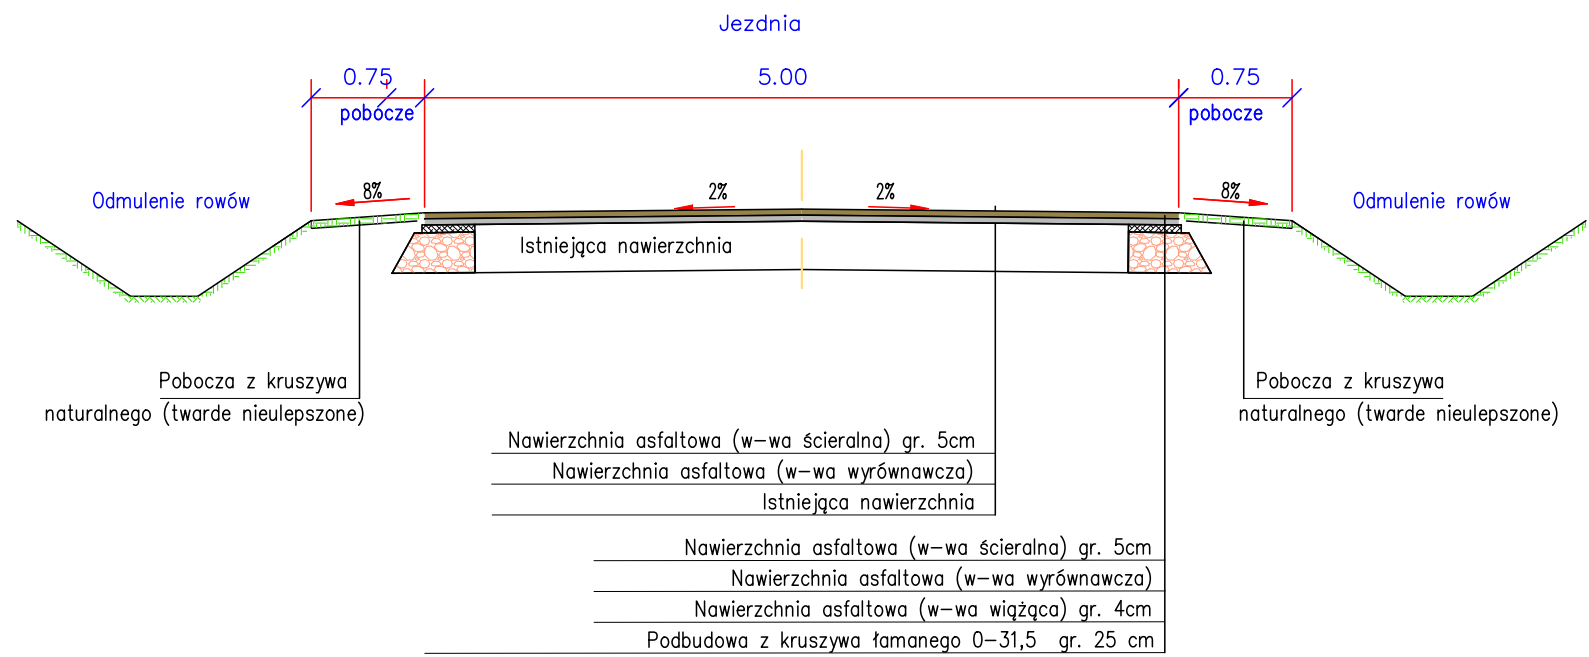 Jezdnia
0.75 5.00 0.75
pobocze pobocze
8% 2% 2% 8%
Odmulenie rowów Odmulenie rowów
Istniejąca nawierzchnia
Pobocza z kruszywa
naturalnego (twarde nieulepszone)
Pobocza z kruszywa
naturalnego (twarde nieulepszone)
Nawierzchnia asfaltowa (w-wa ścieralna) gr. 5cm
Nawierzchnia asfaltowa (w-wa wyrównawcza)
Istniejąca nawierzchnia
Nawierzchnia asfaltowa (w-wa ścieralna) gr. 5cm
Nawierzchnia asfaltowa (w-wa wyrównawcza)
Nawierzchnia asfaltowa (w-wa wiążąca) gr. 4cm
Podbudowa z kruszywa łamanego 0-31,5 gr. 25 cm